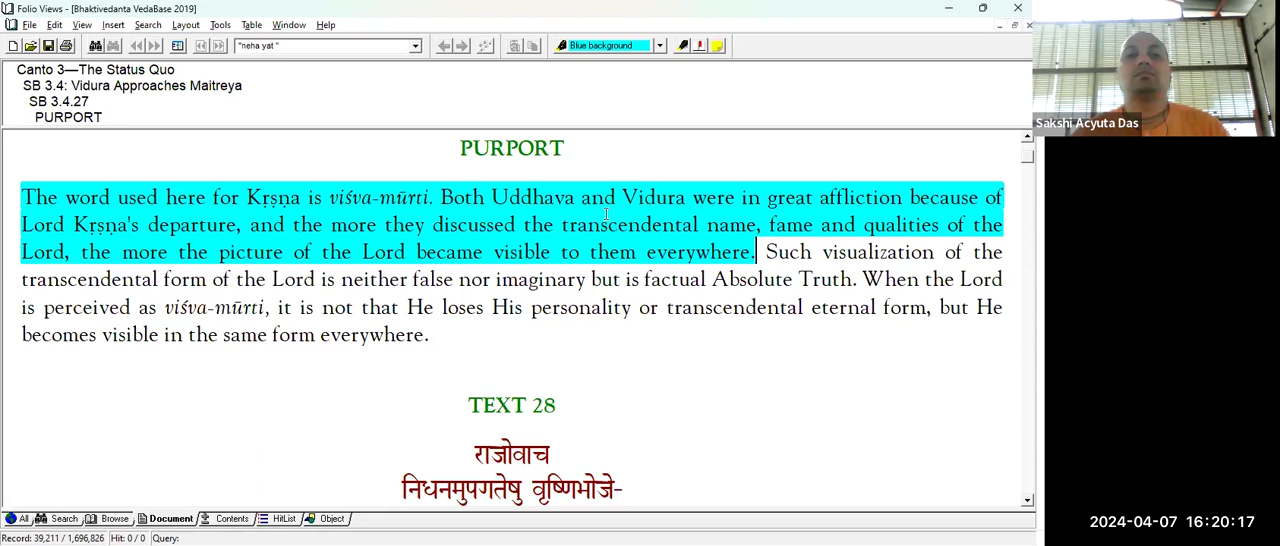 Folio Views - [Bhaktivedanta VedaBase 2019]
File Edit View Insert Search Layout Tools Table Window Help
"neha yat" Blue background
Canto 3—The Status Quo
SB 3.4: Vidura Approaches Maitreya
SB 3.4.27
PURPORT
Sakshi Acyuta Das
PURPORT
The word used here for Kṛṣṇa is viśva-mūrti. Both Uddhava and Vidura were in great affliction because of
Lord Kṛṣṇa's departure, and the more they discussed the transcendental name, fame and qualities of the
Lord, the more the picture of the Lord became visible to them everywhere. Such visualization of the
transcendental form of the Lord is neither false nor imaginary but is factual Absolute Truth. When the Lord
is perceived as viśva-mūrti, it is not that He loses His personality or transcendental eternal form, but He
becomes visible in the same form everywhere.
TEXT 28
राजोवाच
निधनमुपगतेषु वृष्णिभोजे-
All Search Browse Document Contents HitList Object
Record: 39,211 / 1,696,826 Hit: 0 / 0 Query:
2024-04-07 16:20:17